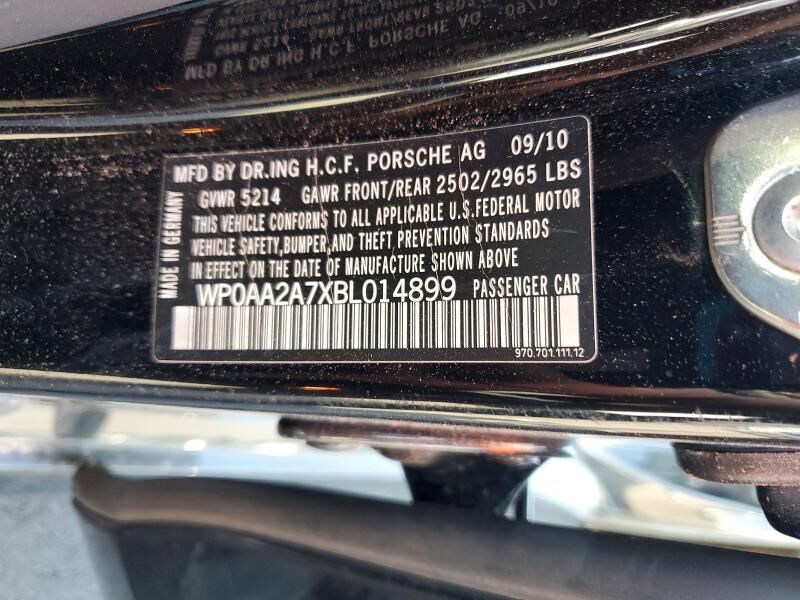 MFD BY DR.ING H.C.F. PORSCHE AG 09/10
GVWR 5214 GAWR FRONT/REAR 2502/2965 LBS
THIS VEHICLE CONFORMS TO ALL APPLICABLE U.S.FEDERAL MOTOR
VEHICLE SAFETY,BUMPER,AND THEFT PREVENTION STANDARDS
IN EFFECT ON THE DATE OF MANUFACTURE SHOWN ABOVE
WP0AA2A7XBL014899 PASSENGER CAR
970.701.111.12
MADE IN GERMANY